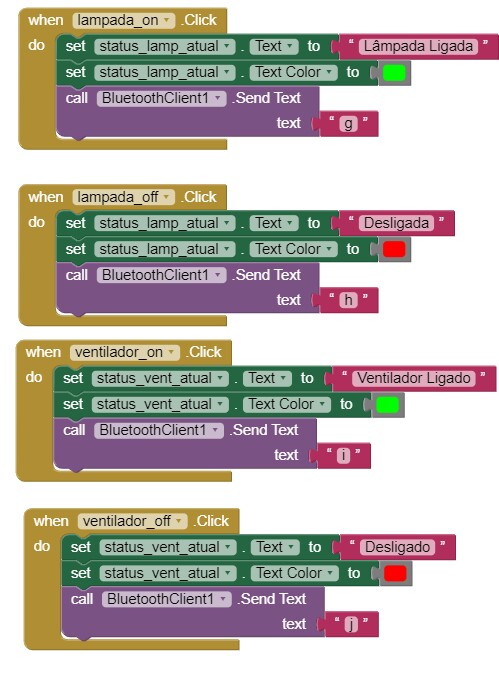 when lampada_on .Click
do set status_lamp_atual . Text to " Lâmpada Ligada "
set status_lamp_atual . Text Color to
call BluetoothClient1 .Send Text
text " g "
when lampada_off .Click
do set status_lamp_atual . Text to " Desligada "
set status_lamp_atual . Text Color to
call BluetoothClient1 .Send Text
text " h "
when ventilador_on .Click
do set status_vent_atual . Text to " Ventilador Ligado "
set status_vent_atual . Text Color to
call BluetoothClient1 .Send Text
text " i "
when ventilador_off .Click
do set status_vent_atual . Text to " Desligado "
set status_vent_atual . Text Color to
call BluetoothClient1 .Send Text
text " j "